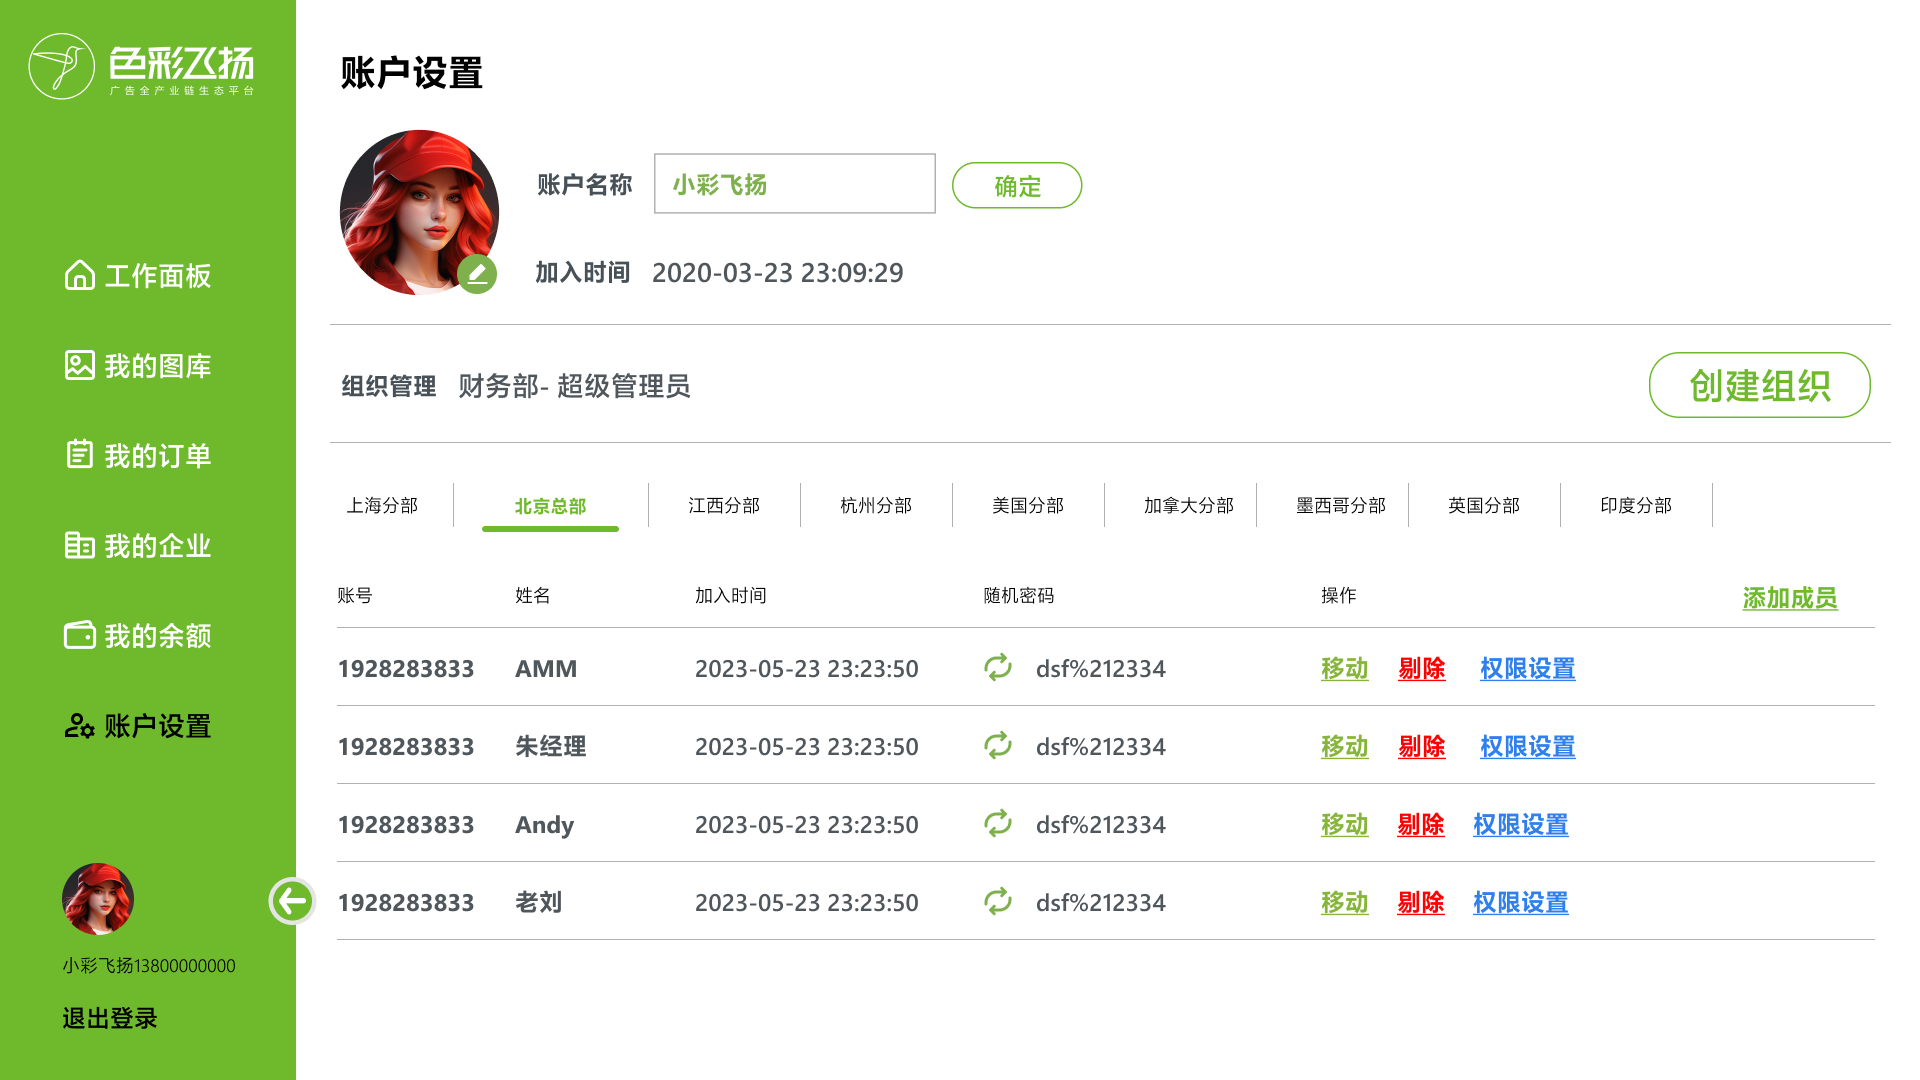 色彩飞扬
广告全产业链生态平台
工作面板
我的图库
我的订单
我的企业
我的余额
账户设置
小彩飞扬13800000000
退出登录
账户设置
账户名称 小彩飞扬 确定
加入时间 2020-03-23 23:09:29
组织管理 财务部- 超级管理员 创建组织
上海分部 北京总部 江西分部 杭州分部 美国分部 加拿大分部 墨西哥分部 英国分部 印度分部
账号 姓名 加入时间 随机密码 操作 添加成员
1928283833 AMM 2023-05-23 23:23:50 dsf%212334 移动 剔除 权限设置
1928283833 朱经理 2023-05-23 23:23:50 dsf%212334 移动 剔除 权限设置
1928283833 Andy 2023-05-23 23:23:50 dsf%212334 移动 剔除 权限设置
1928283833 老刘 2023-05-23 23:23:50 dsf%212334 移动 剔除 权限设置